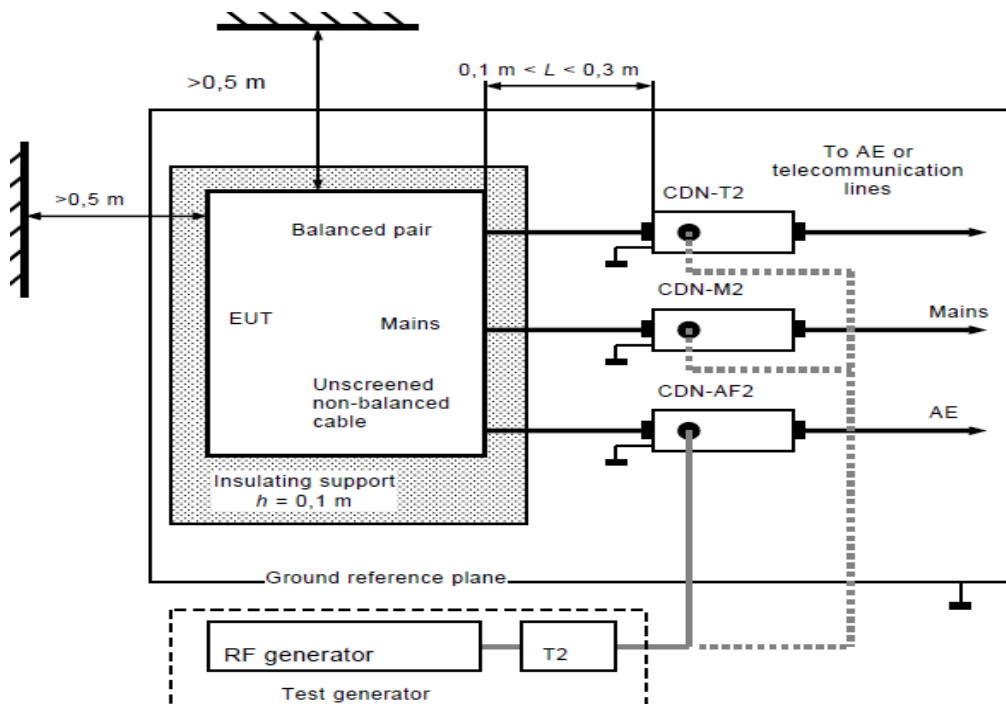 >0,5 m
0,1 m < L < 0,3 m
To AE or
telecommunication
lines
>0,5 m
CDN-T2
Balanced pair
CDN-M2
EUT
Mains
Mains
Unscreened
non-balanced
cable
CDN-AF2
AE
Insulating support
h = 0,1 m
Ground reference plane
RF generator
T2
Test generator